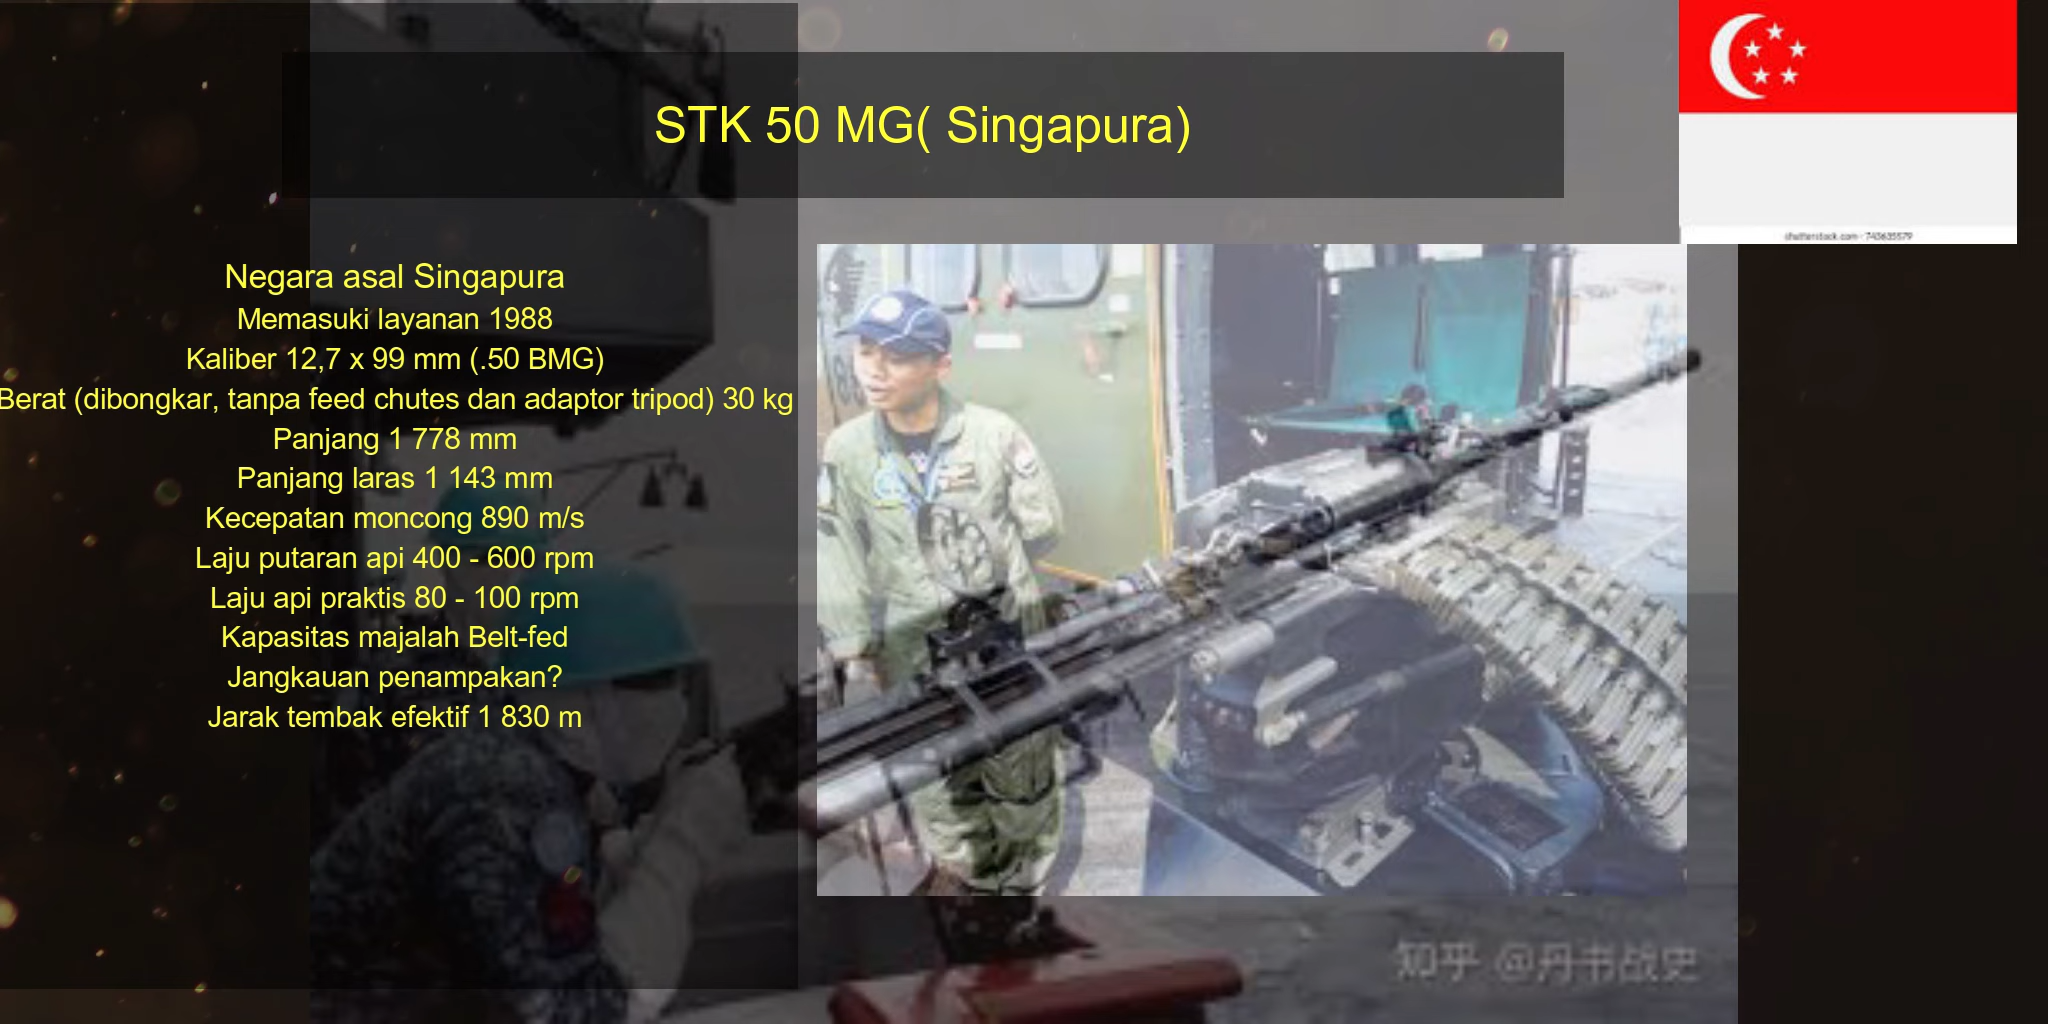 STK 50 MG( Singapura)
shutterstock.com · 743635579
Negara asal Singapura
Memasuki layanan 1988
Kaliber 12,7 x 99 mm (.50 BMG)
Berat (dibongkar, tanpa feed chutes dan adaptor tripod) 30 kg
Panjang 1 778 mm
Panjang laras 1 143 mm
Kecepatan moncong 890 m/s
Laju putaran api 400 - 600 rpm
Laju api praktis 80 - 100 rpm
Kapasitas majalah Belt-fed
Jangkauan penampakan?
Jarak tembak efektif 1 830 m
知乎 @丹书战史